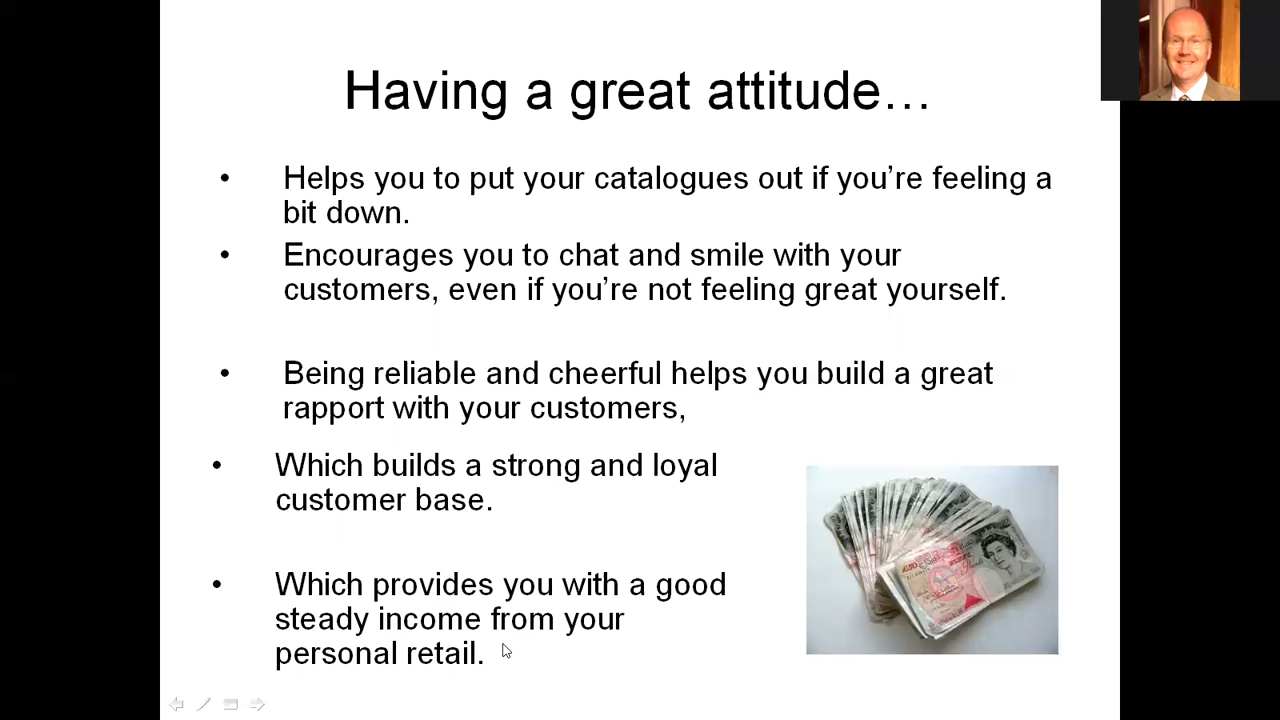 Having a great attitude…
• Helps you to put your catalogues out if you’re feeling a
bit down.
• Encourages you to chat and smile with your
customers, even if you’re not feeling great yourself.
• Being reliable and cheerful helps you build a great
rapport with your customers,
• Which builds a strong and loyal
customer base.
• Which provides you with a good
steady income from your
personal retail.